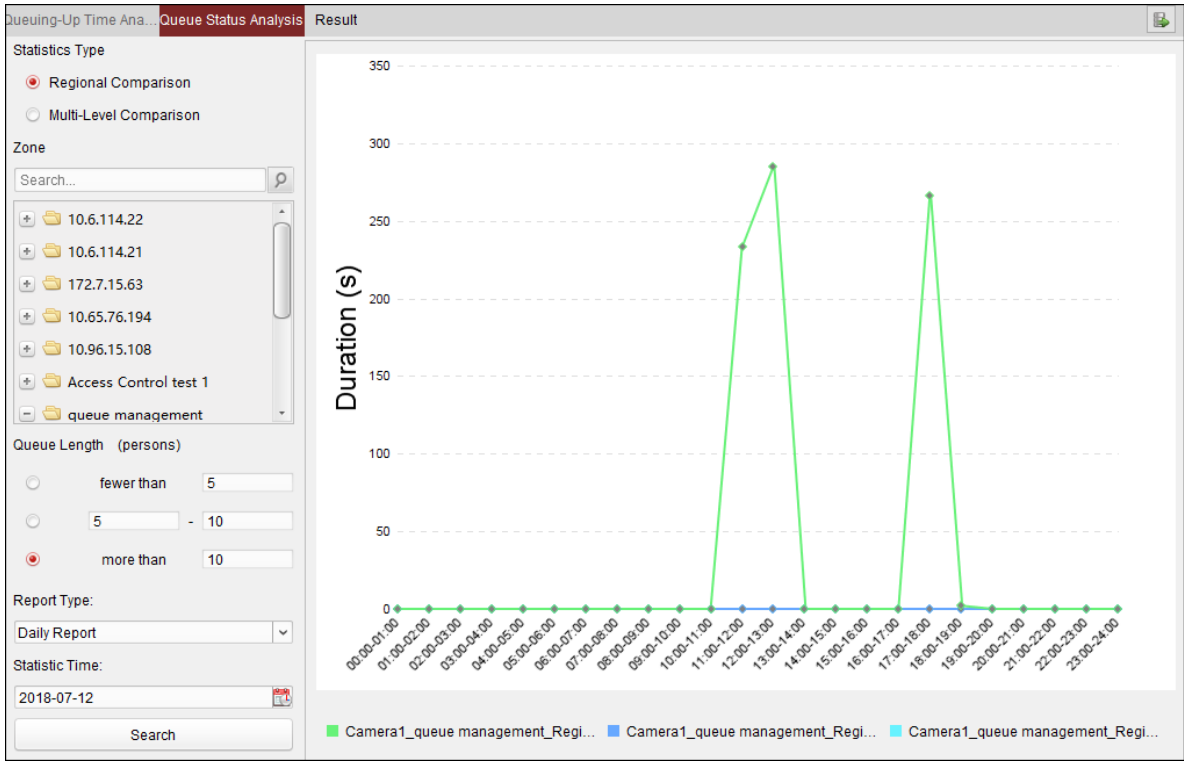 Queuing-Up Time Ana... Queue Status Analysis Result
Statistics Type
Regional Comparison
Multi-Level Comparison
Zone
Search...
10.6.114.22
10.6.114.21
172.7.15.63
10.65.76.194
10.96.15.108
Access Control test 1
queue management
Queue Length (persons)
fewer than 5
5 - 10
more than 10
Report Type:
Daily Report
Statistic Time:
2018-07-12
Search
Duration (s)
350
300
250
200
150
100
50
0
00:00-01:00
01:00-02:00
02:00-03:00
03:00-04:00
04:00-05:00
05:00-06:00
06:00-07:00
07:00-08:00
08:00-09:00
09:00-10:00
10:00-11:00
11:00-12:00
12:00-13:00
13:00-14:00
14:00-15:00
15:00-16:00
16:00-17:00
17:00-18:00
18:00-19:00
19:00-20:00
20:00-21:00
21:00-22:00
22:00-23:00
23:00-24:00
Camera1_queue management_Regi... Camera1_queue management_Regi... Camera1_queue management_Regi...